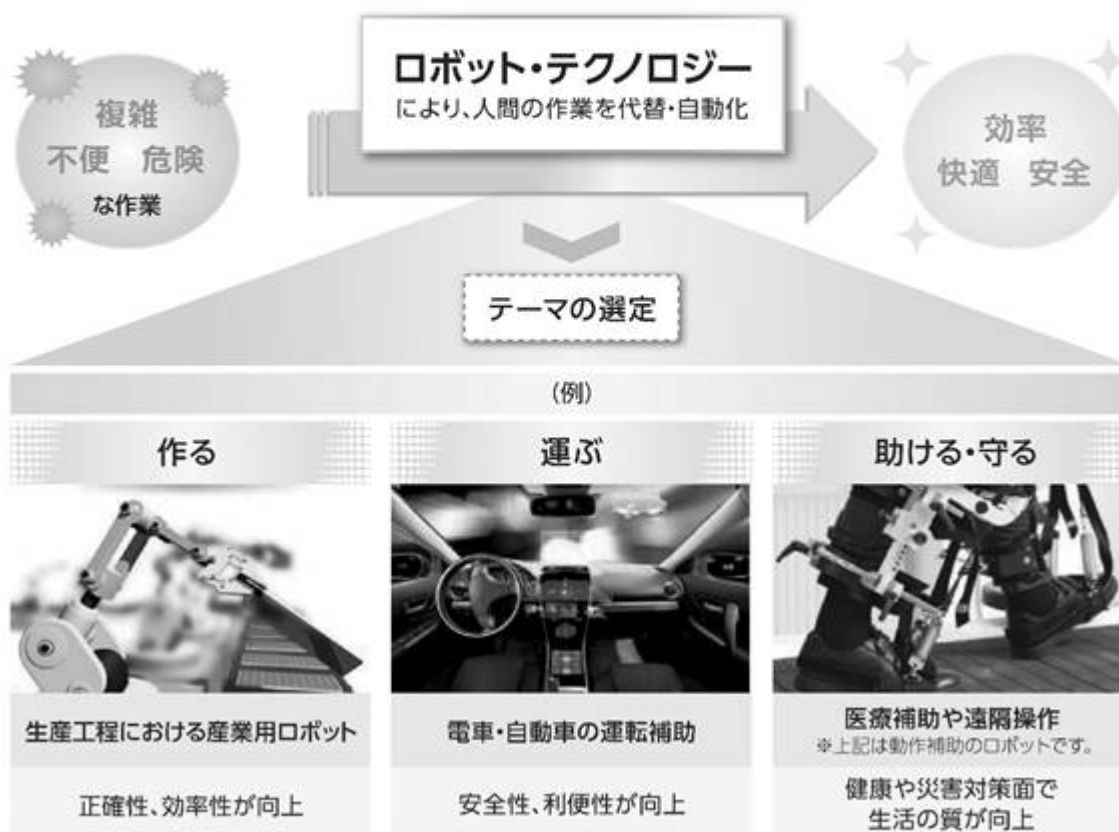 複雑
不便 危険
な作業
ロボット・テクノロジー
により、人間の作業を代替・自動化
効率
快適 安全
テーマの選定
(例)
作る
運ぶ
助ける・守る
生産工程における産業用ロボット
電車・自動車の運転補助
医療補助や遠隔操作
※上記は動作補助のロボットです。
正確性、効率性が向上
安全性、利便性が向上
健康や災害対策面で
生活の質が向上